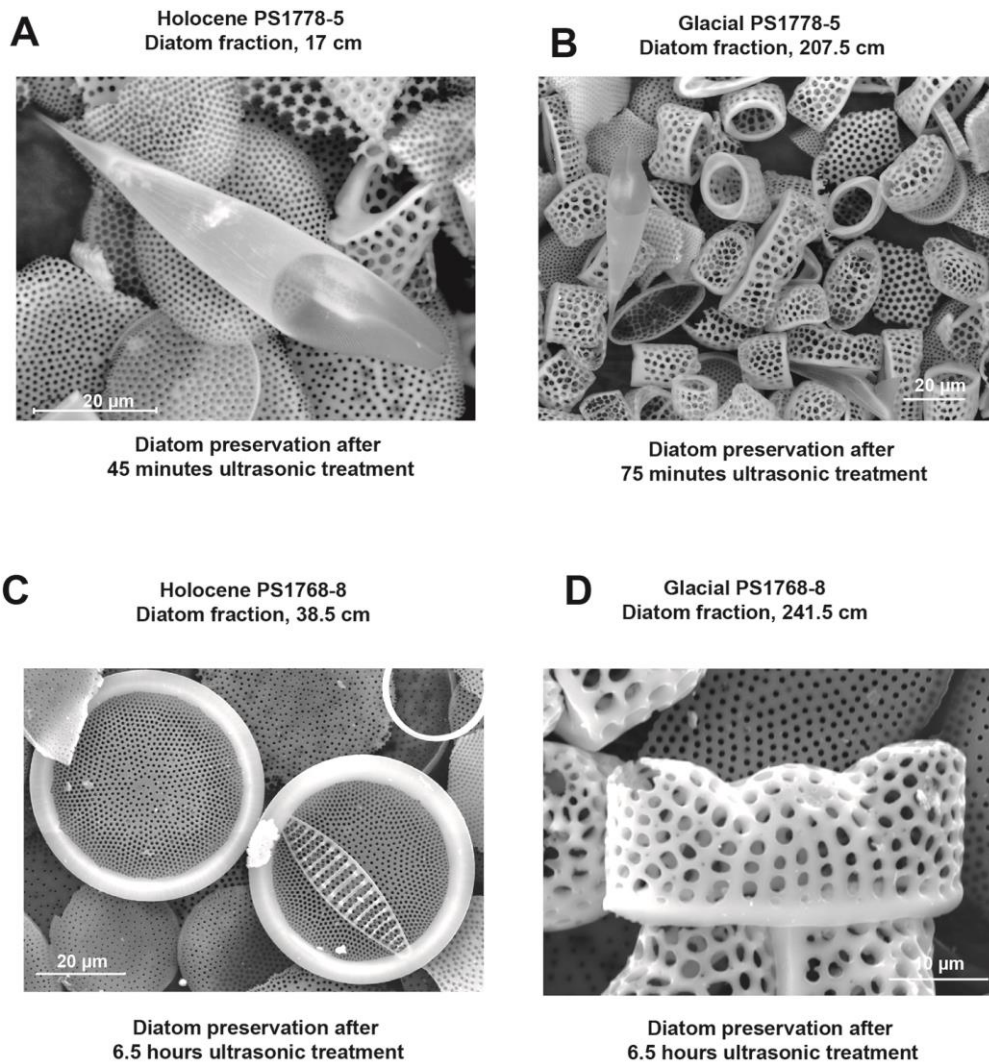 A
Holocene PS1778-5
Diatom fraction, 17 cm
20 µm
Diatom preservation after
45 minutes ultrasonic treatment
B
Glacial PS1778-5
Diatom fraction, 207.5 cm
20 µm
Diatom preservation after
75 minutes ultrasonic treatment
C
Holocene PS1768-8
Diatom fraction, 38.5 cm
20 µm
Diatom preservation after
6.5 hours ultrasonic treatment
D
Glacial PS1768-8
Diatom fraction, 241.5 cm
10 µm
Diatom preservation after
6.5 hours ultrasonic treatment